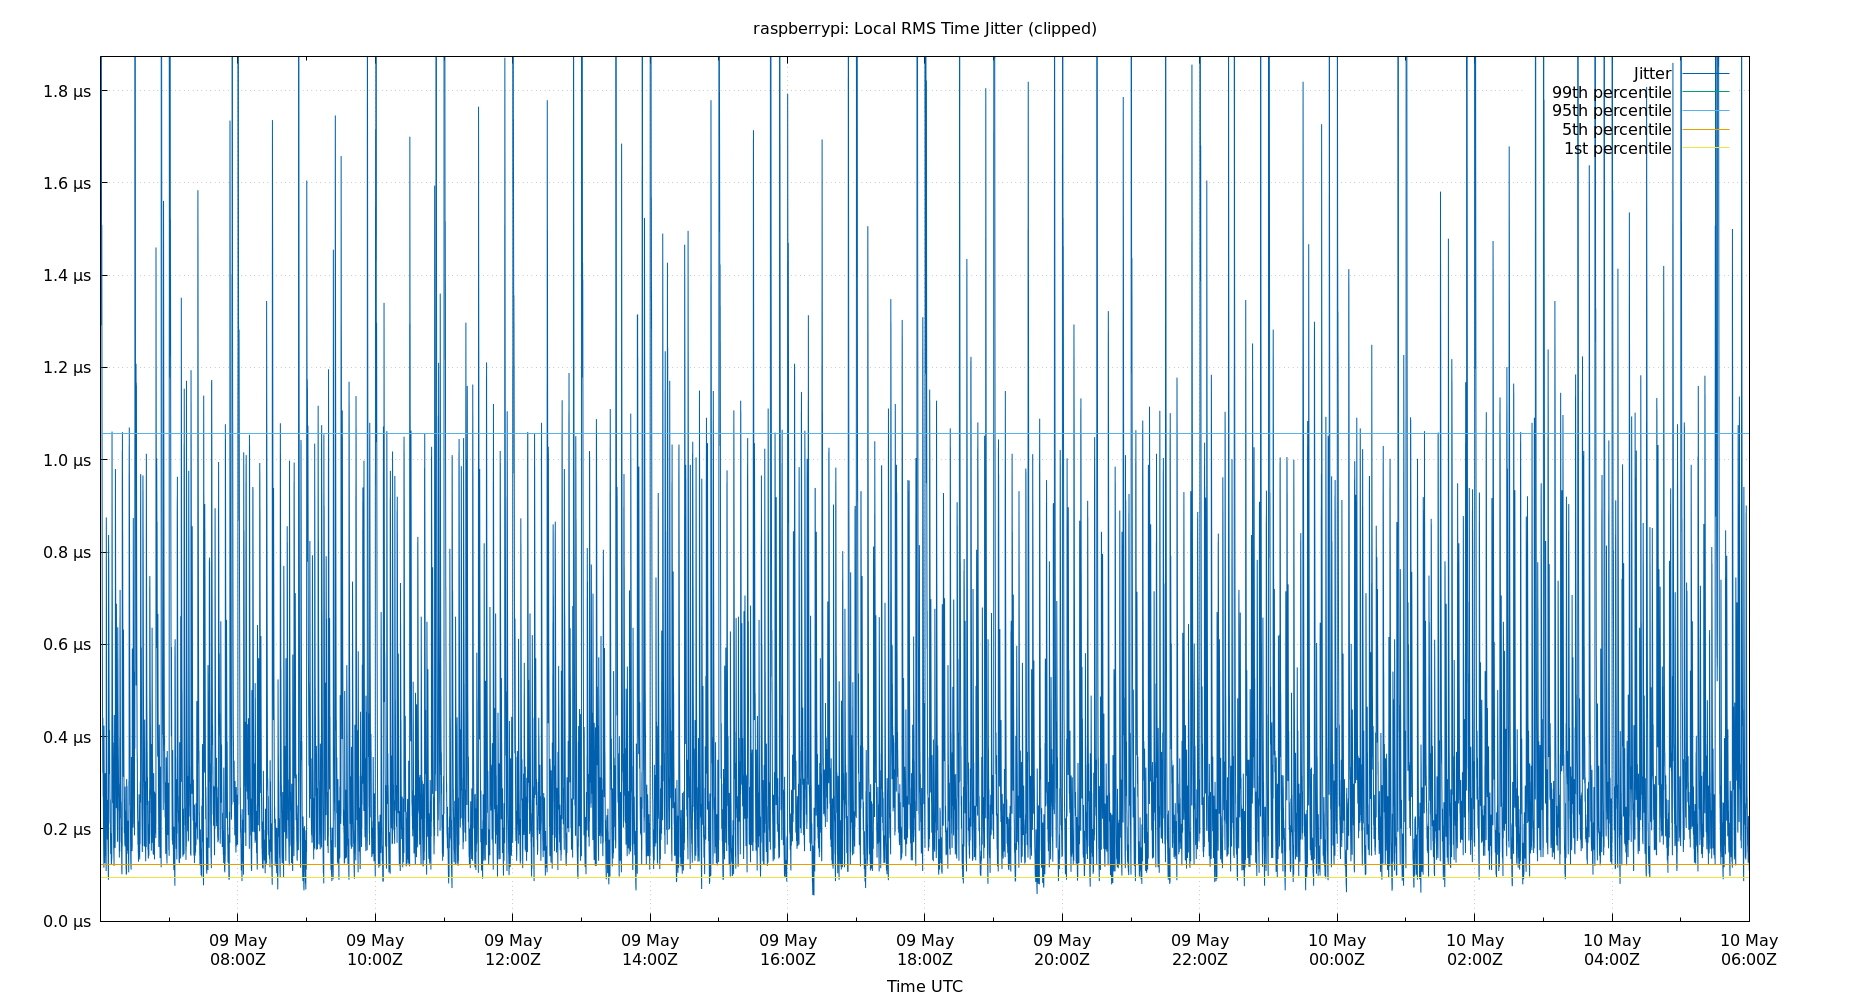 raspberrypi: Local RMS Time Jitter (clipped)
Jitter
99th percentile
95th percentile
5th percentile
1st percentile
1.8 µs
1.6 µs
1.4 µs
1.2 µs
1.0 µs
0.8 µs
0.6 µs
0.4 µs
0.2 µs
0.0 µs
09 May 09 May 09 May 09 May 09 May 09 May 09 May 09 May 10 May 10 May 10 May 10 May
08:00Z 10:00Z 12:00Z 14:00Z 16:00Z 18:00Z 20:00Z 22:00Z 00:00Z 02:00Z 04:00Z 06:00Z
Time UTC